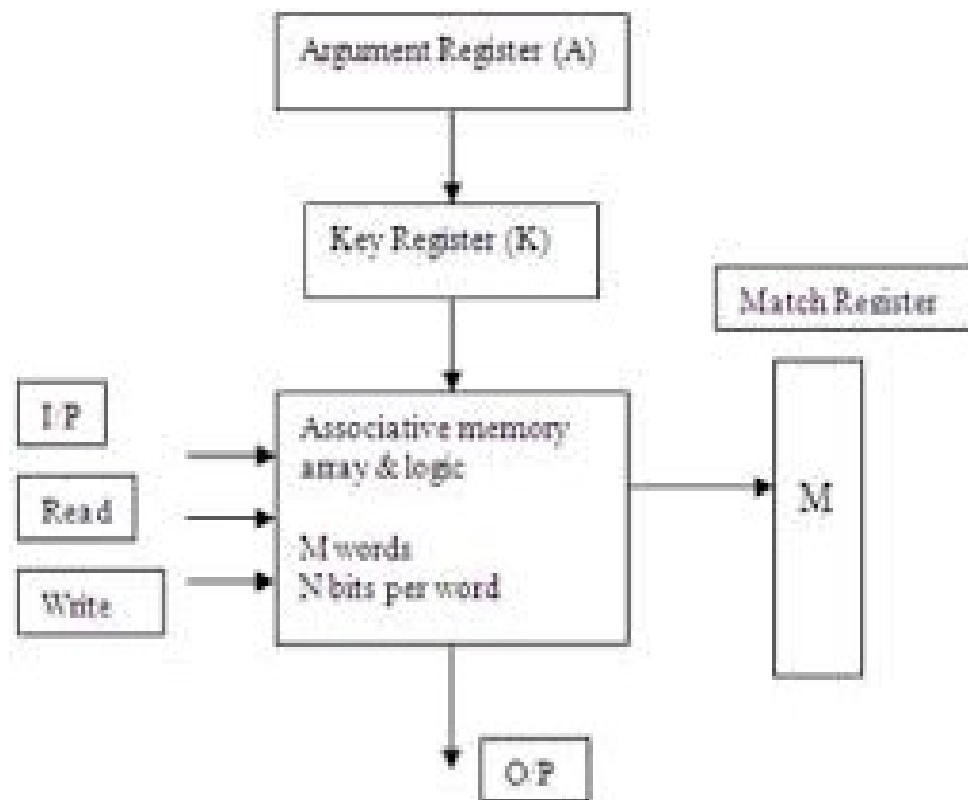 Argument Register (A)
Key Register (K)
Match Register
I/P
Read
Write
Associative memory
array & logic
M words
N bits per word
M
O/P